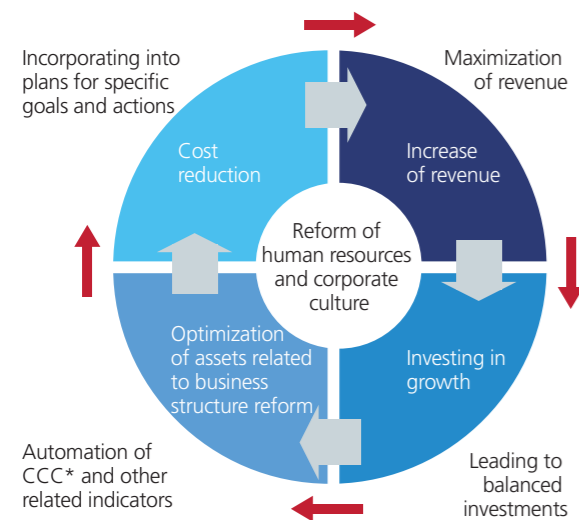 Incorporating into
plans for specific
goals and actions
Maximization
of revenue
Cost
reduction
Increase
of revenue
Reform of
human resources
and corporate
culture
Optimization
of assets related
to business
structure reform
Investing in
growth
Automation of
CCC* and other
related indicators
Leading to
balanced
investments